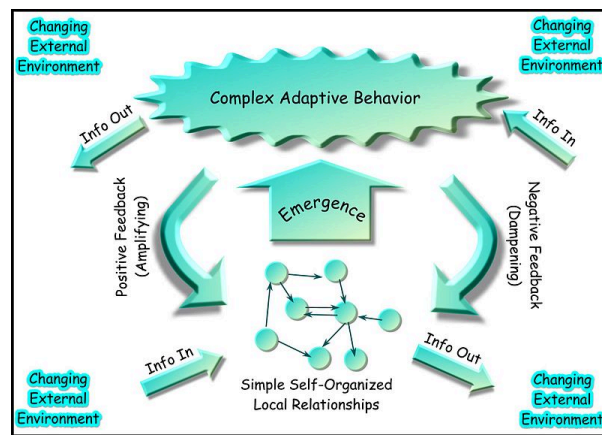 Changing
External
Environment
Changing
External
Environment
Complex Adaptive Behavior
Info Out
Info In
Positive Feedback
(Amplifying)
Emergence
Negative Feedback
(Dampening)
Info In
Simple Self-Organized
Local Relationships
Info Out
Changing
External
Environment
Changing
External
Environment